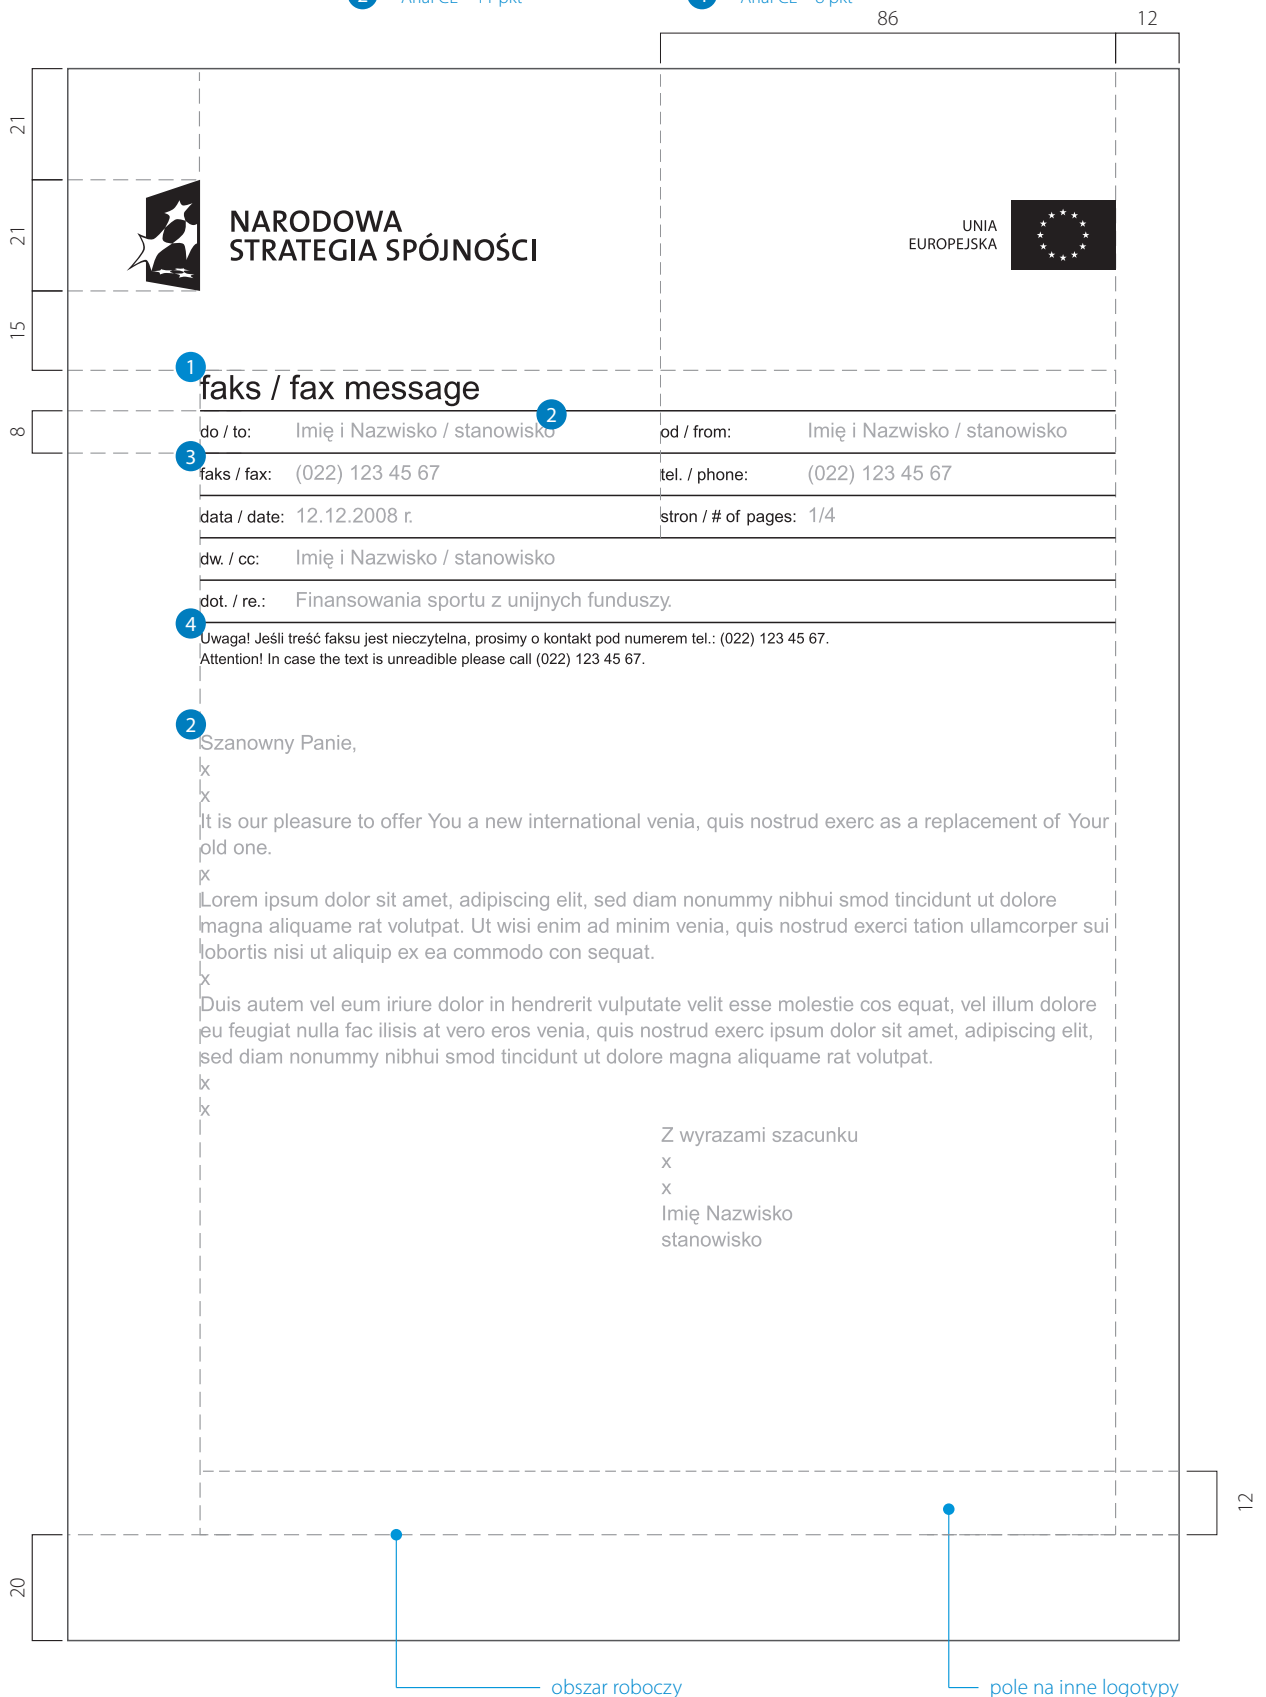 2 Arial CE – 11 pkt
4 Arial CE – 8 pkt
86
12
21
21
NARODOWA
STRATEGIA SPÓJNOŚCI
UNIA
EUROPEJSKA
15
1
faks / fax message
2
8
do / to: Imię i Nazwisko / stanowisko od / from: Imię i Nazwisko / stanowisko
3
faks / fax: (022) 123 45 67 tel. / phone: (022) 123 45 67
data / date: 12.12.2008 r. stron / # of pages: 1/4
dw. / cc: Imię i Nazwisko / stanowisko
dot. / re.: Finansowania sportu z unijnych funduszy.
4
Uwaga! Jeśli treść faksu jest nieczytelna, prosimy o kontakt pod numerem tel.: (022) 123 45 67.
Attention! In case the text is unreadible please call (022) 123 45 67.
2
Szanowny Panie,
x
x
It is our pleasure to offer You a new international venia, quis nostrud exerc as a replacement of Your
old one.
x
Lorem ipsum dolor sit amet, adipiscing elit, sed diam nonummy nibhui smod tincidunt ut dolore
magna aliquame rat volutpat. Ut wisi enim ad minim venia, quis nostrud exerci tation ullamcorper sui
lobortis nisi ut aliquip ex ea commodo con sequat.
x
Duis autem vel eum iriure dolor in hendrerit vulputate velit esse molestie cos equat, vel illum dolore
eu feugiat nulla fac ilisis at vero eros venia, quis nostrud exerc ipsum dolor sit amet, adipiscing elit,
sed diam nonummy nibhui smod tincidunt ut dolore magna aliquame rat volutpat.
x
x
Z wyrazami szacunku
x
x
Imię Nazwisko
stanowisko
12
20
obszar roboczy
pole na inne logotypy